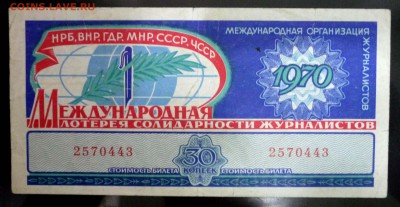 COINS.LAVE.RU
НРБ, ВНР, ГДР, МНР, СССР, ЧССР
МЕЖДУНАРОДНАЯ ОРГАНИЗАЦИЯ
ЖУРНАЛИСТОВ
1970
МЕЖДУНАРОДНАЯ
ЛОТЕРЕЯ СОЛИДАРНОСТИ ЖУРНАЛИСТОВ
2570443 30 2570443
СТОИМОСТЬ БИЛЕТА КОПЕЕК СТОИМОСТЬ БИЛЕТА